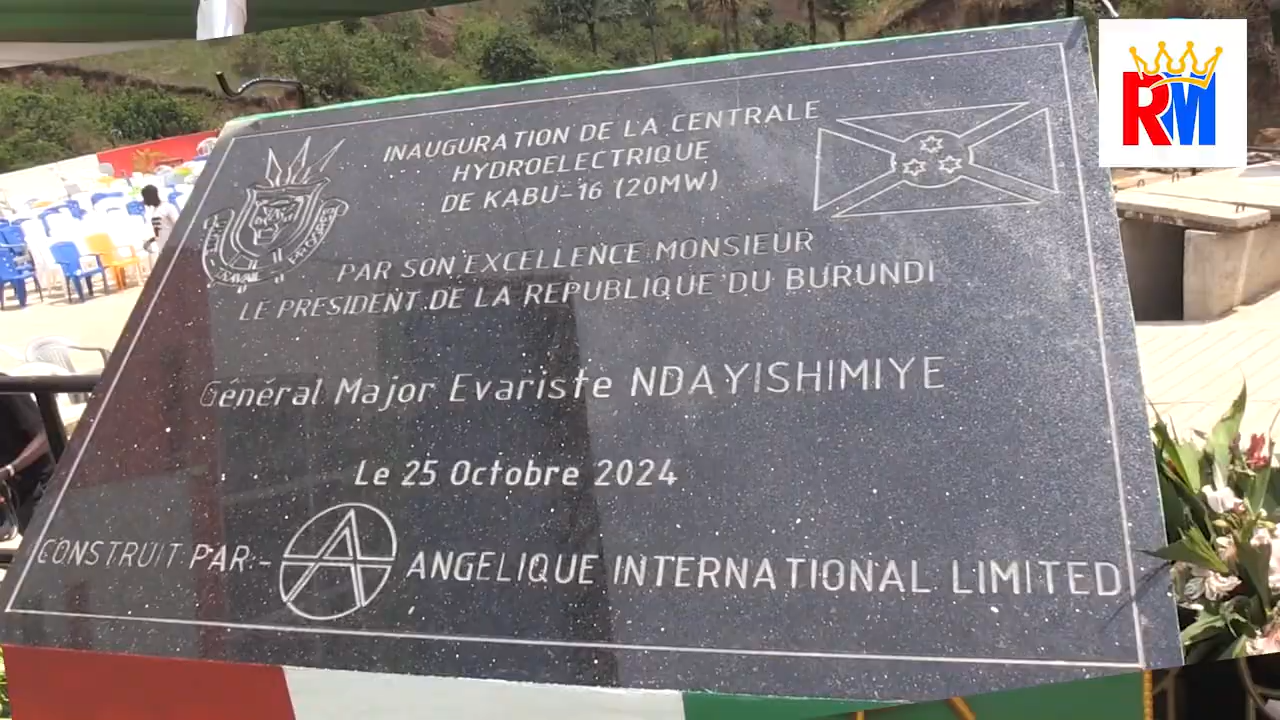 RM
INAUGURATION DE LA CENTRALE
HYDROELECTRIQUE
DE KABU-16 (20MW)
PAR SON EXCELLENCE MONSIEUR
LE PRESIDENT DE LA REPUBLIQUE DU BURUNDI
Général Major Evariste NDAYISHIMIYE
Le 25 Octobre 2024
CONSTRUIT PAR:- ANGELIQUE INTERNATIONAL LIMITED